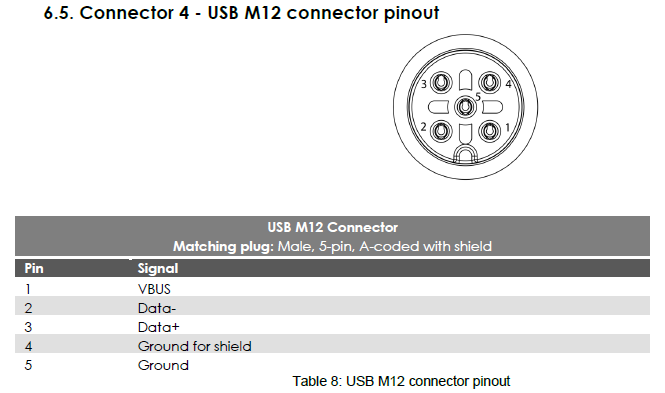 6.5. Connector 4 - USB M12 connector pinout
3 4
5
2 1
USB M12 Connector
Matching plug: Male, 5-pin, A-coded with shield
Pin Signal
1 VBUS
2 Data-
3 Data+
4 Ground for shield
5 Ground
Table 8: USB M12 connector pinout